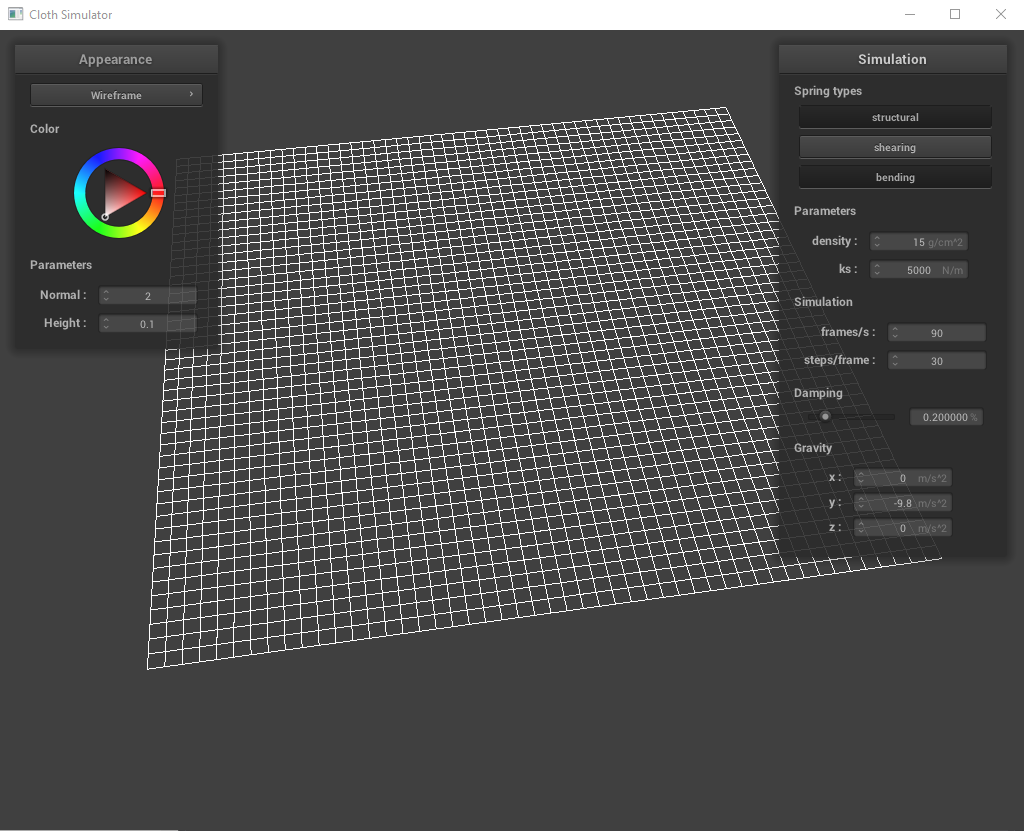 Cloth Simulator
Appearance
Wireframe
Color
Parameters
Normal : 2
Height : 0.1
Simulation
Spring types
structural
shearing
bending
Parameters
density : 15 g/cm^2
ks : 5000 N/m
Simulation
frames/s : 90
steps/frame : 30
Damping
0.200000 %
Gravity
x : 0 m/s^2
y : -9.8 m/s^2
z : 0 m/s^2